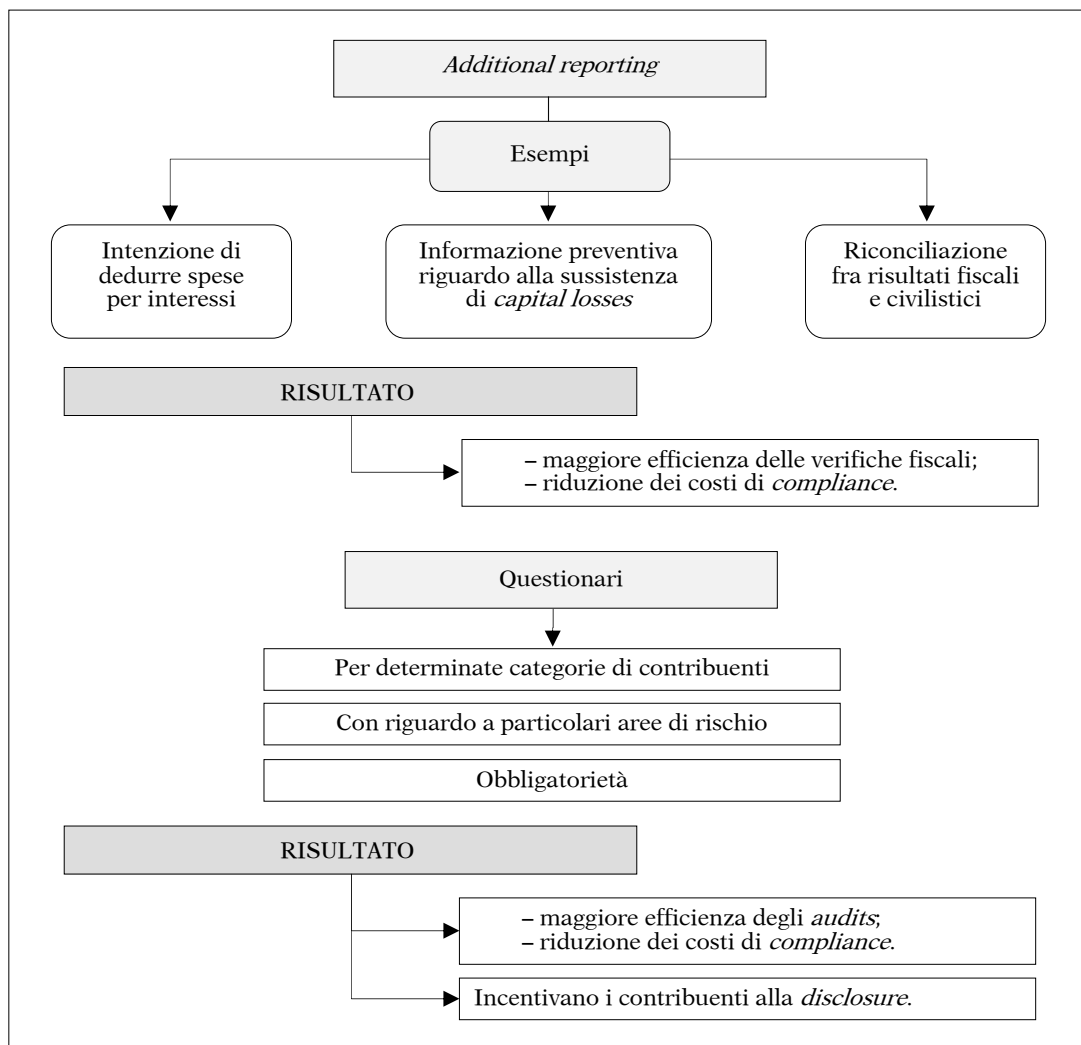 Additional reporting
Esempi
Intenzione di
dedurre spese
per interessi
Informazione preventiva
riguardo alla sussistenza
di capital losses
Riconciliazione
fra risultati fiscali
e civilistici
RISULTATO
– maggiore efficienza delle verifiche fiscali;
– riduzione dei costi di compliance.
Questionari
Per determinate categorie di contribuenti
Con riguardo a particolari aree di rischio
Obbligatorietà
RISULTATO
– maggiore efficienza degli audits;
– riduzione dei costi di compliance.
Incentivano i contribuenti alla disclosure.